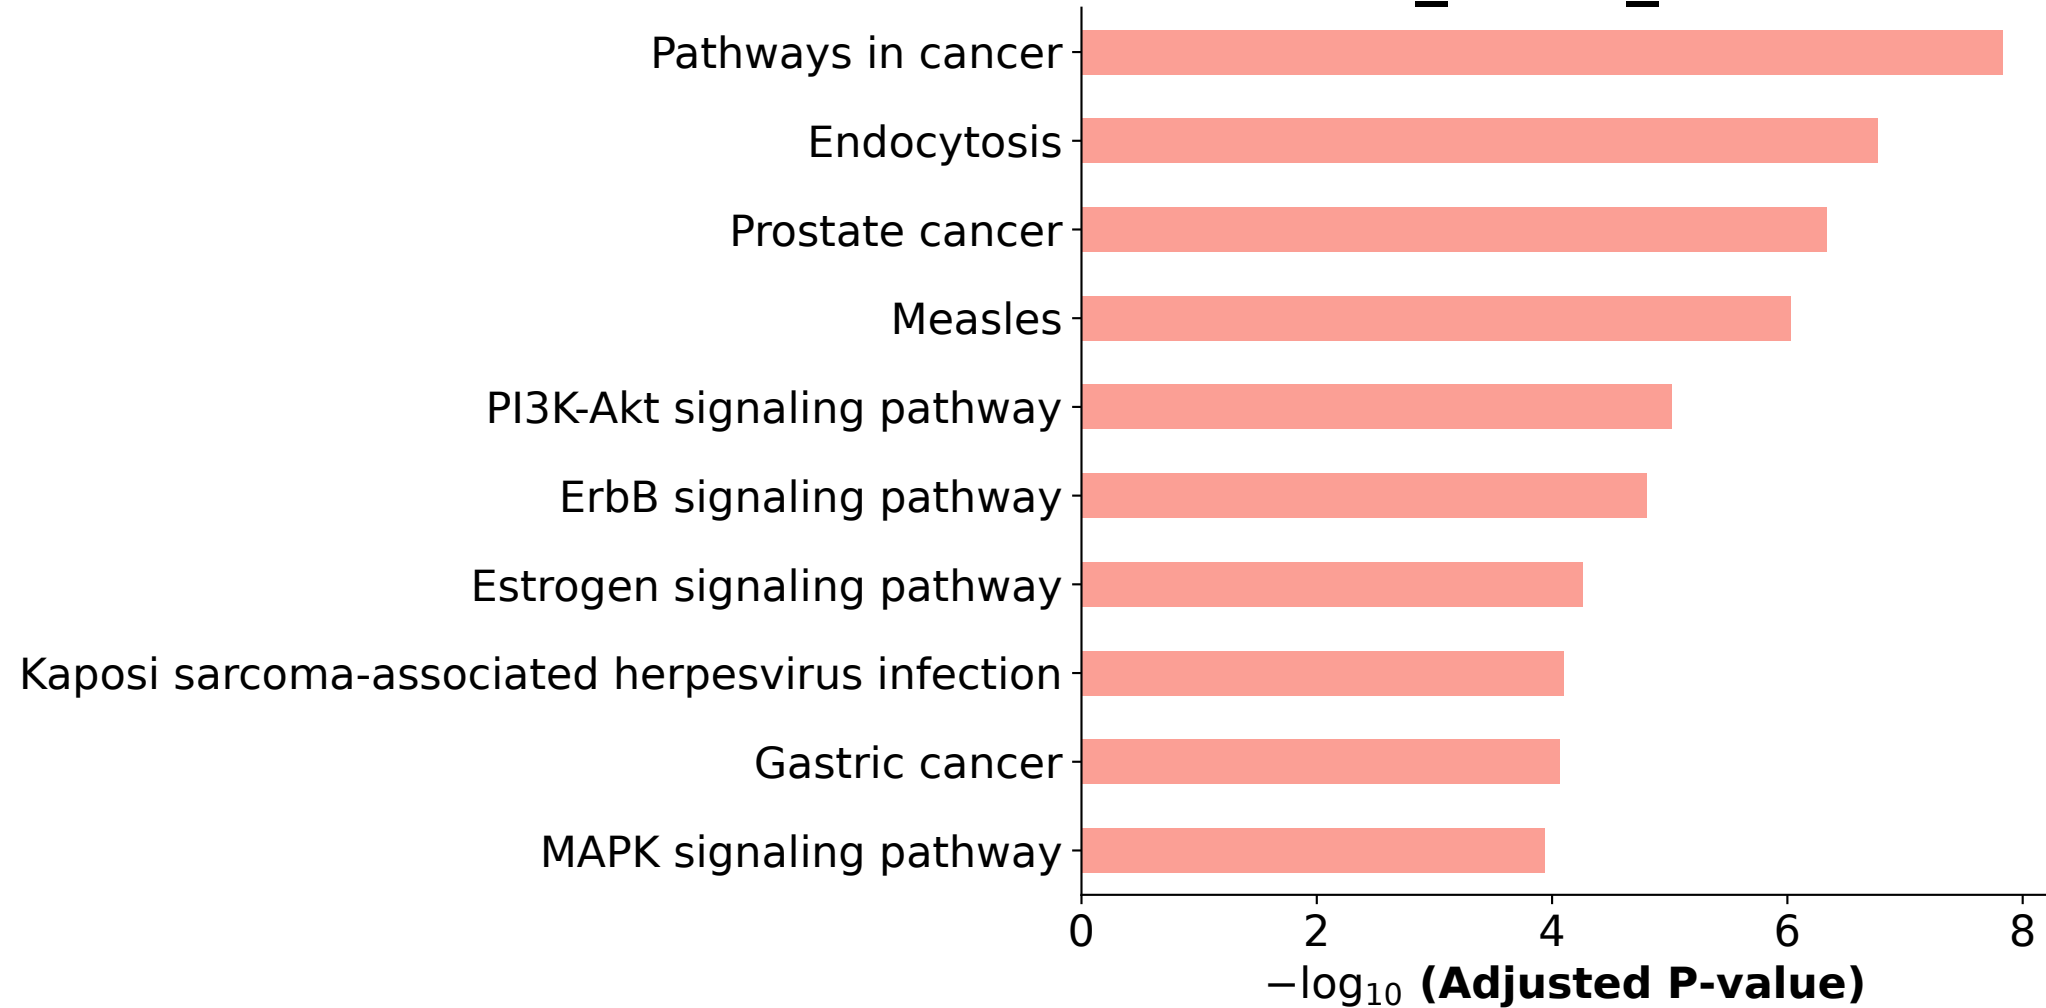 Pathways in cancer
Endocytosis
Prostate cancer
Measles
PI3K-Akt signaling pathway
ErbB signaling pathway
Estrogen signaling pathway
Kaposi sarcoma-associated herpesvirus infection
Gastric cancer
MAPK signaling pathway
0 2 4 6 8
−log₁₀ (Adjusted P-value)